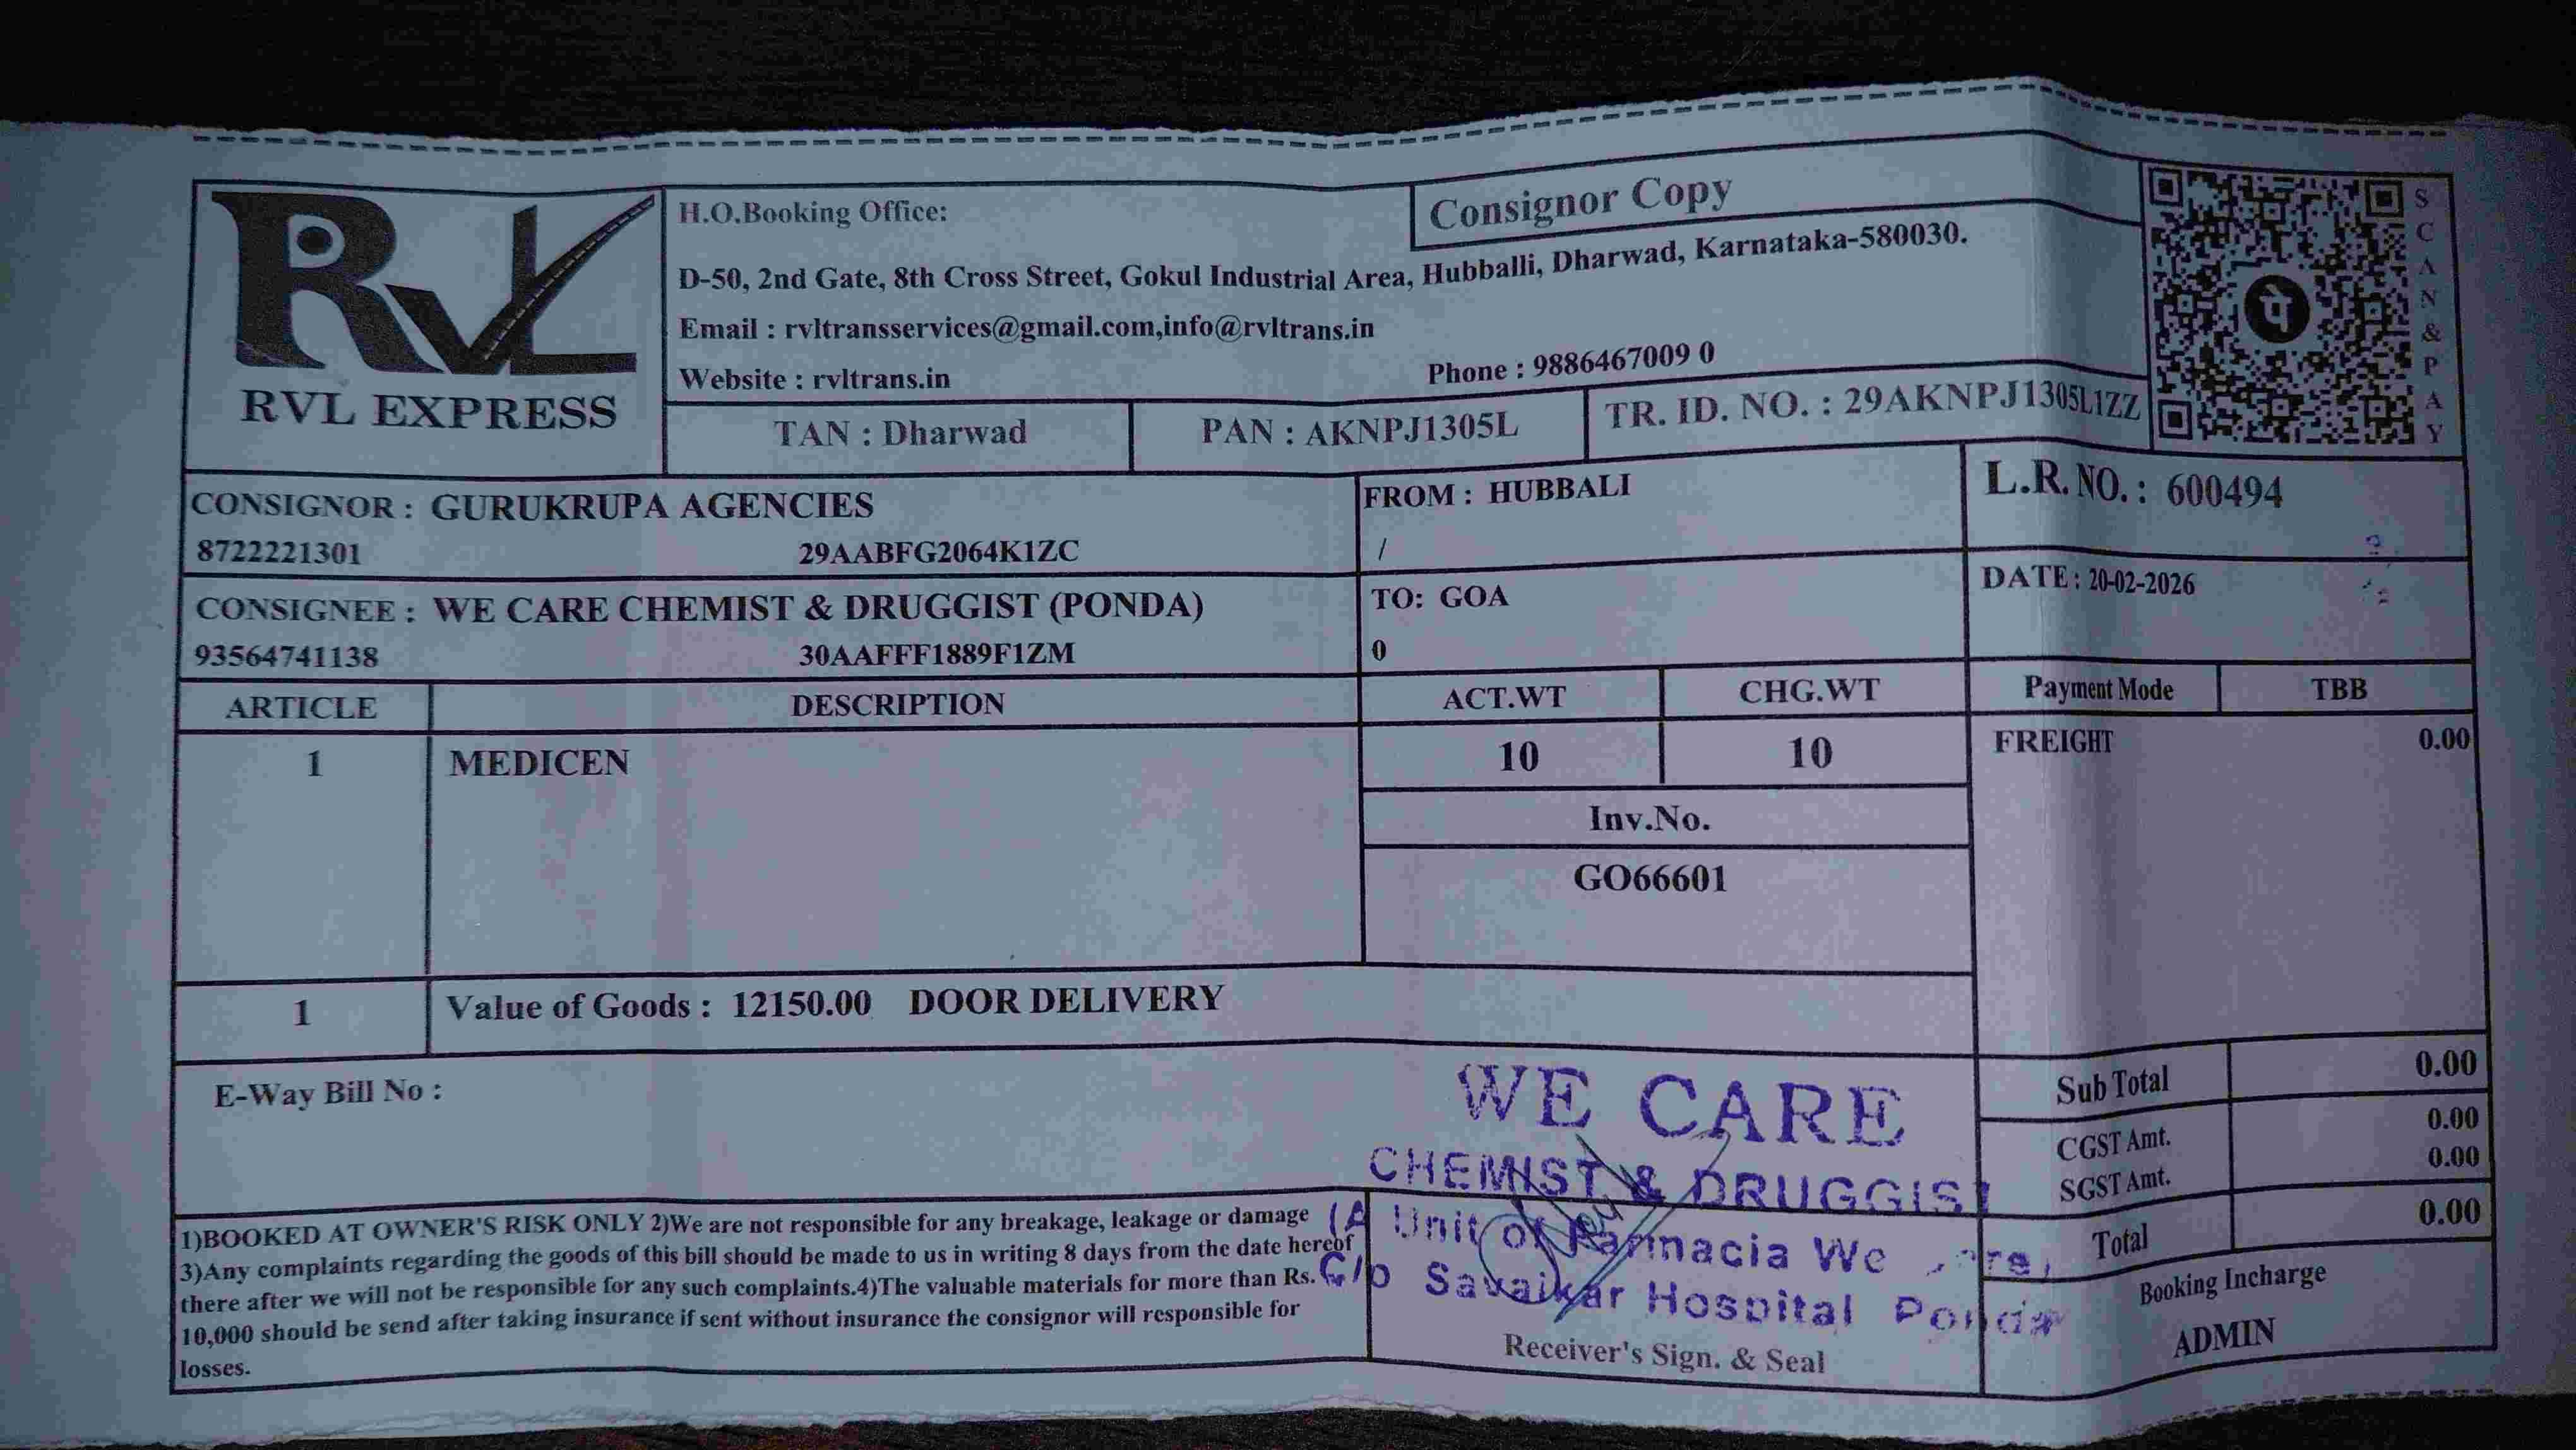 RVL
RVL EXPRESS
H.O.Booking Office:
Consignor Copy
D-50, 2nd Gate, 8th Cross Street, Gokul Industrial Area, Hubballi, Dharwad, Karnataka-580030.
Email : rvltransservices@gmail.com,info@rvltrans.in
Website : rvltrans.in
Phone : 9886467009 0
TAN : Dharwad
PAN : AKNPJ1305L
TR. ID. NO. : 29AKNPJ1305L1ZZ
पे
SCAN & PAY
CONSIGNOR : GURUKRUPA AGENCIES
8722221301 29AABFG2064K1ZC
FROM : HUBBALI
/
L.R. NO. : 600494
CONSIGNEE : WE CARE CHEMIST & DRUGGIST (PONDA)
93564741138 30AAFFF1889F1ZM
TO: GOA
0
DATE : 20-02-2026
ARTICLE DESCRIPTION ACT.WT CHG.WT Payment Mode TBB
1 MEDICEN 10 10 FREIGHT 0.00
Inv.No.
GO66601
1 Value of Goods : 12150.00 DOOR DELIVERY
E-Way Bill No :
Sub Total 0.00
CGST Amt. 0.00
SGST Amt. 0.00
Total 0.00
1)BOOKED AT OWNER'S RISK ONLY 2)We are not responsible for any breakage, leakage or damage
3)Any complaints regarding the goods of this bill should be made to us in writing 8 days from the date hereof
there after we will not be responsible for any such complaints.4)The valuable materials for more than Rs.
10,000 should be send after taking insurance if sent without insurance the consignor will responsible for
losses.
WE CARE
CHEMIST & DRUGGIST
(A Unit of Farmacia We
C/o Savaikar Hospital Ponda
Receiver's Sign. & Seal
Booking Incharge
ADMIN